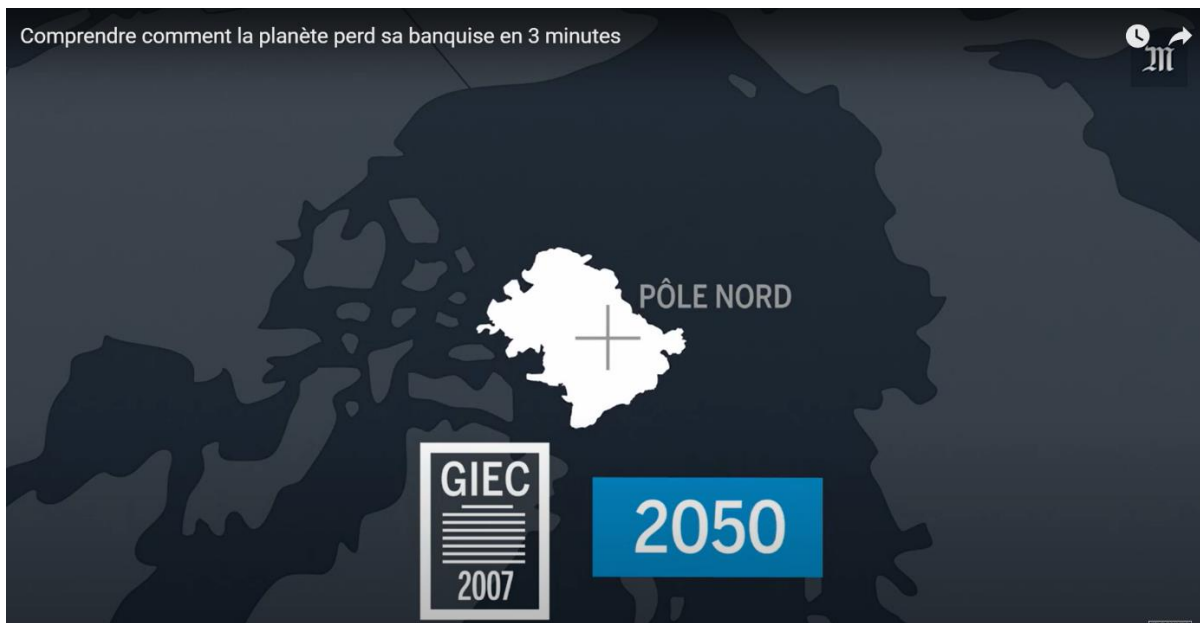 Comprendre comment la planète perd sa banquise en 3 minutes
M
PÔLE NORD
GIEC
2007
2050